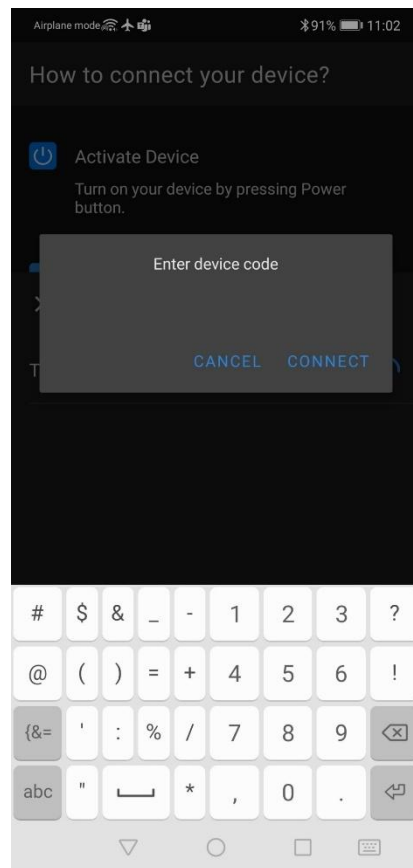 Airplane mode 91% 11:02
How to connect your device?
Activate Device
Turn on your device by pressing Power
button.
Enter device code
T
CANCEL CONNECT
# $ & _ - 1 2 3 ?
@ ( ) = + 4 5 6 !
{&= ' : % / 7 8 9
abc " * , 0 .